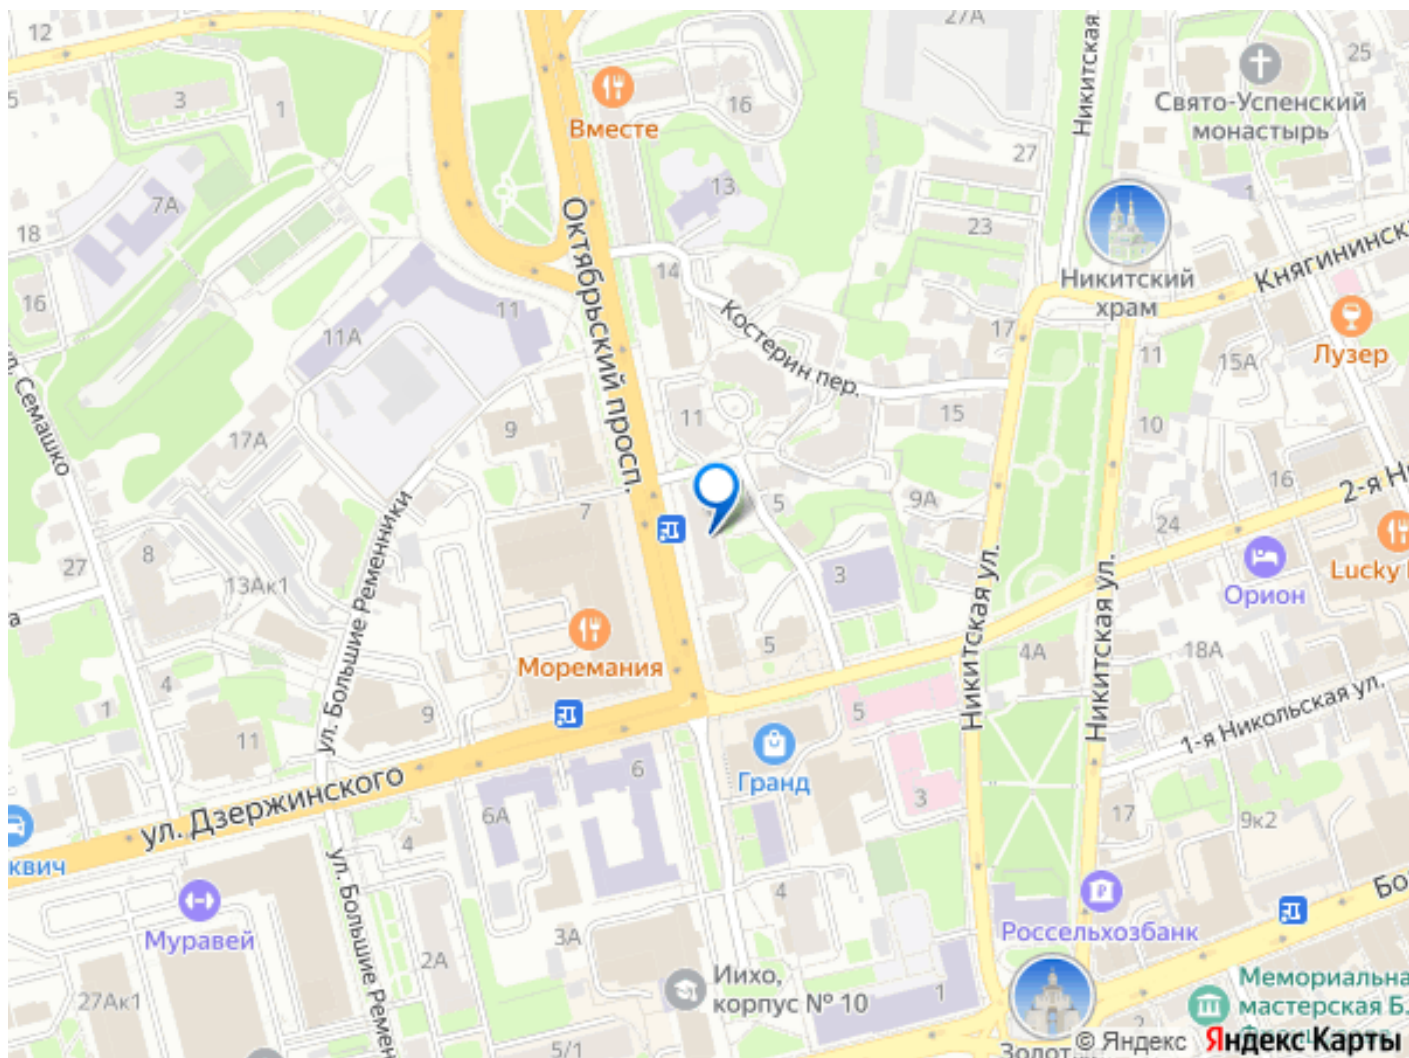 12
27А
Никитская
25
Свято-Успенский
монастырь
3
1
5
16
Вместе
27
13
1
7А
18
23
Октябрьский просп.
Никитский
храм
Княгининск
14
16
11
11А
Костерин пер.
17
11
15А
Лузер
л. Семашко
17А
9
11
15
10
16
2-я Н
5
9А
7
24
8
27
13Ак1
ул. Большие Ременники
3
Орион
Lucky
Никитская ул.
Никитская ул.
Моремания
5
4А
18А
4
1
9
5
1-я Никольская ул.
11
Гранд
6
3
ул. Дзержинского
6А
17
9к2
квич
4
ул. Большие Ремен
4
Муравей
Россельхозбанк
Бо
3А
2А
27Ак1
Иихо,
корпус № 10
1
Мемориальна
мастерская Б.
2
5/1
Золот
© Яндекс Яндекс Карты